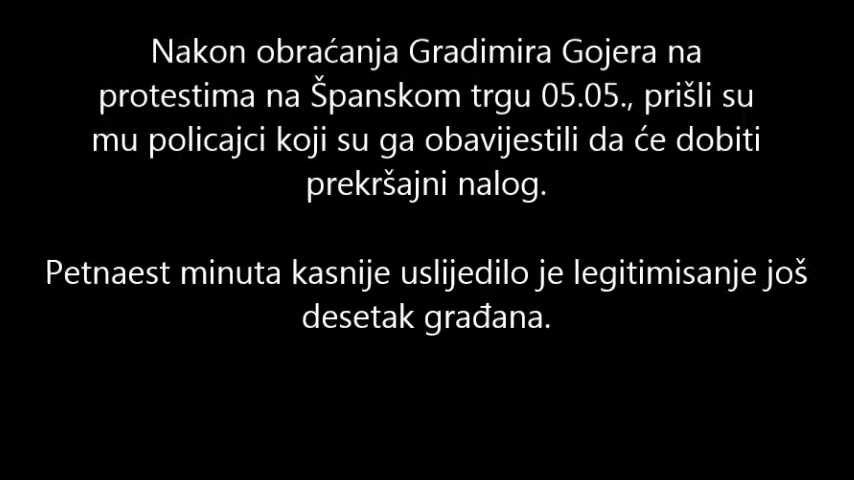 Nakon obraćanja Gradimira Gojera na
protestima na Španskom trgu 05.05., prišli su
mu policajci koji su ga obavijestili da će dobiti
prekršajni nalog.
Petnaest minuta kasnije uslijedilo je legitimisanje još
desetak građana.